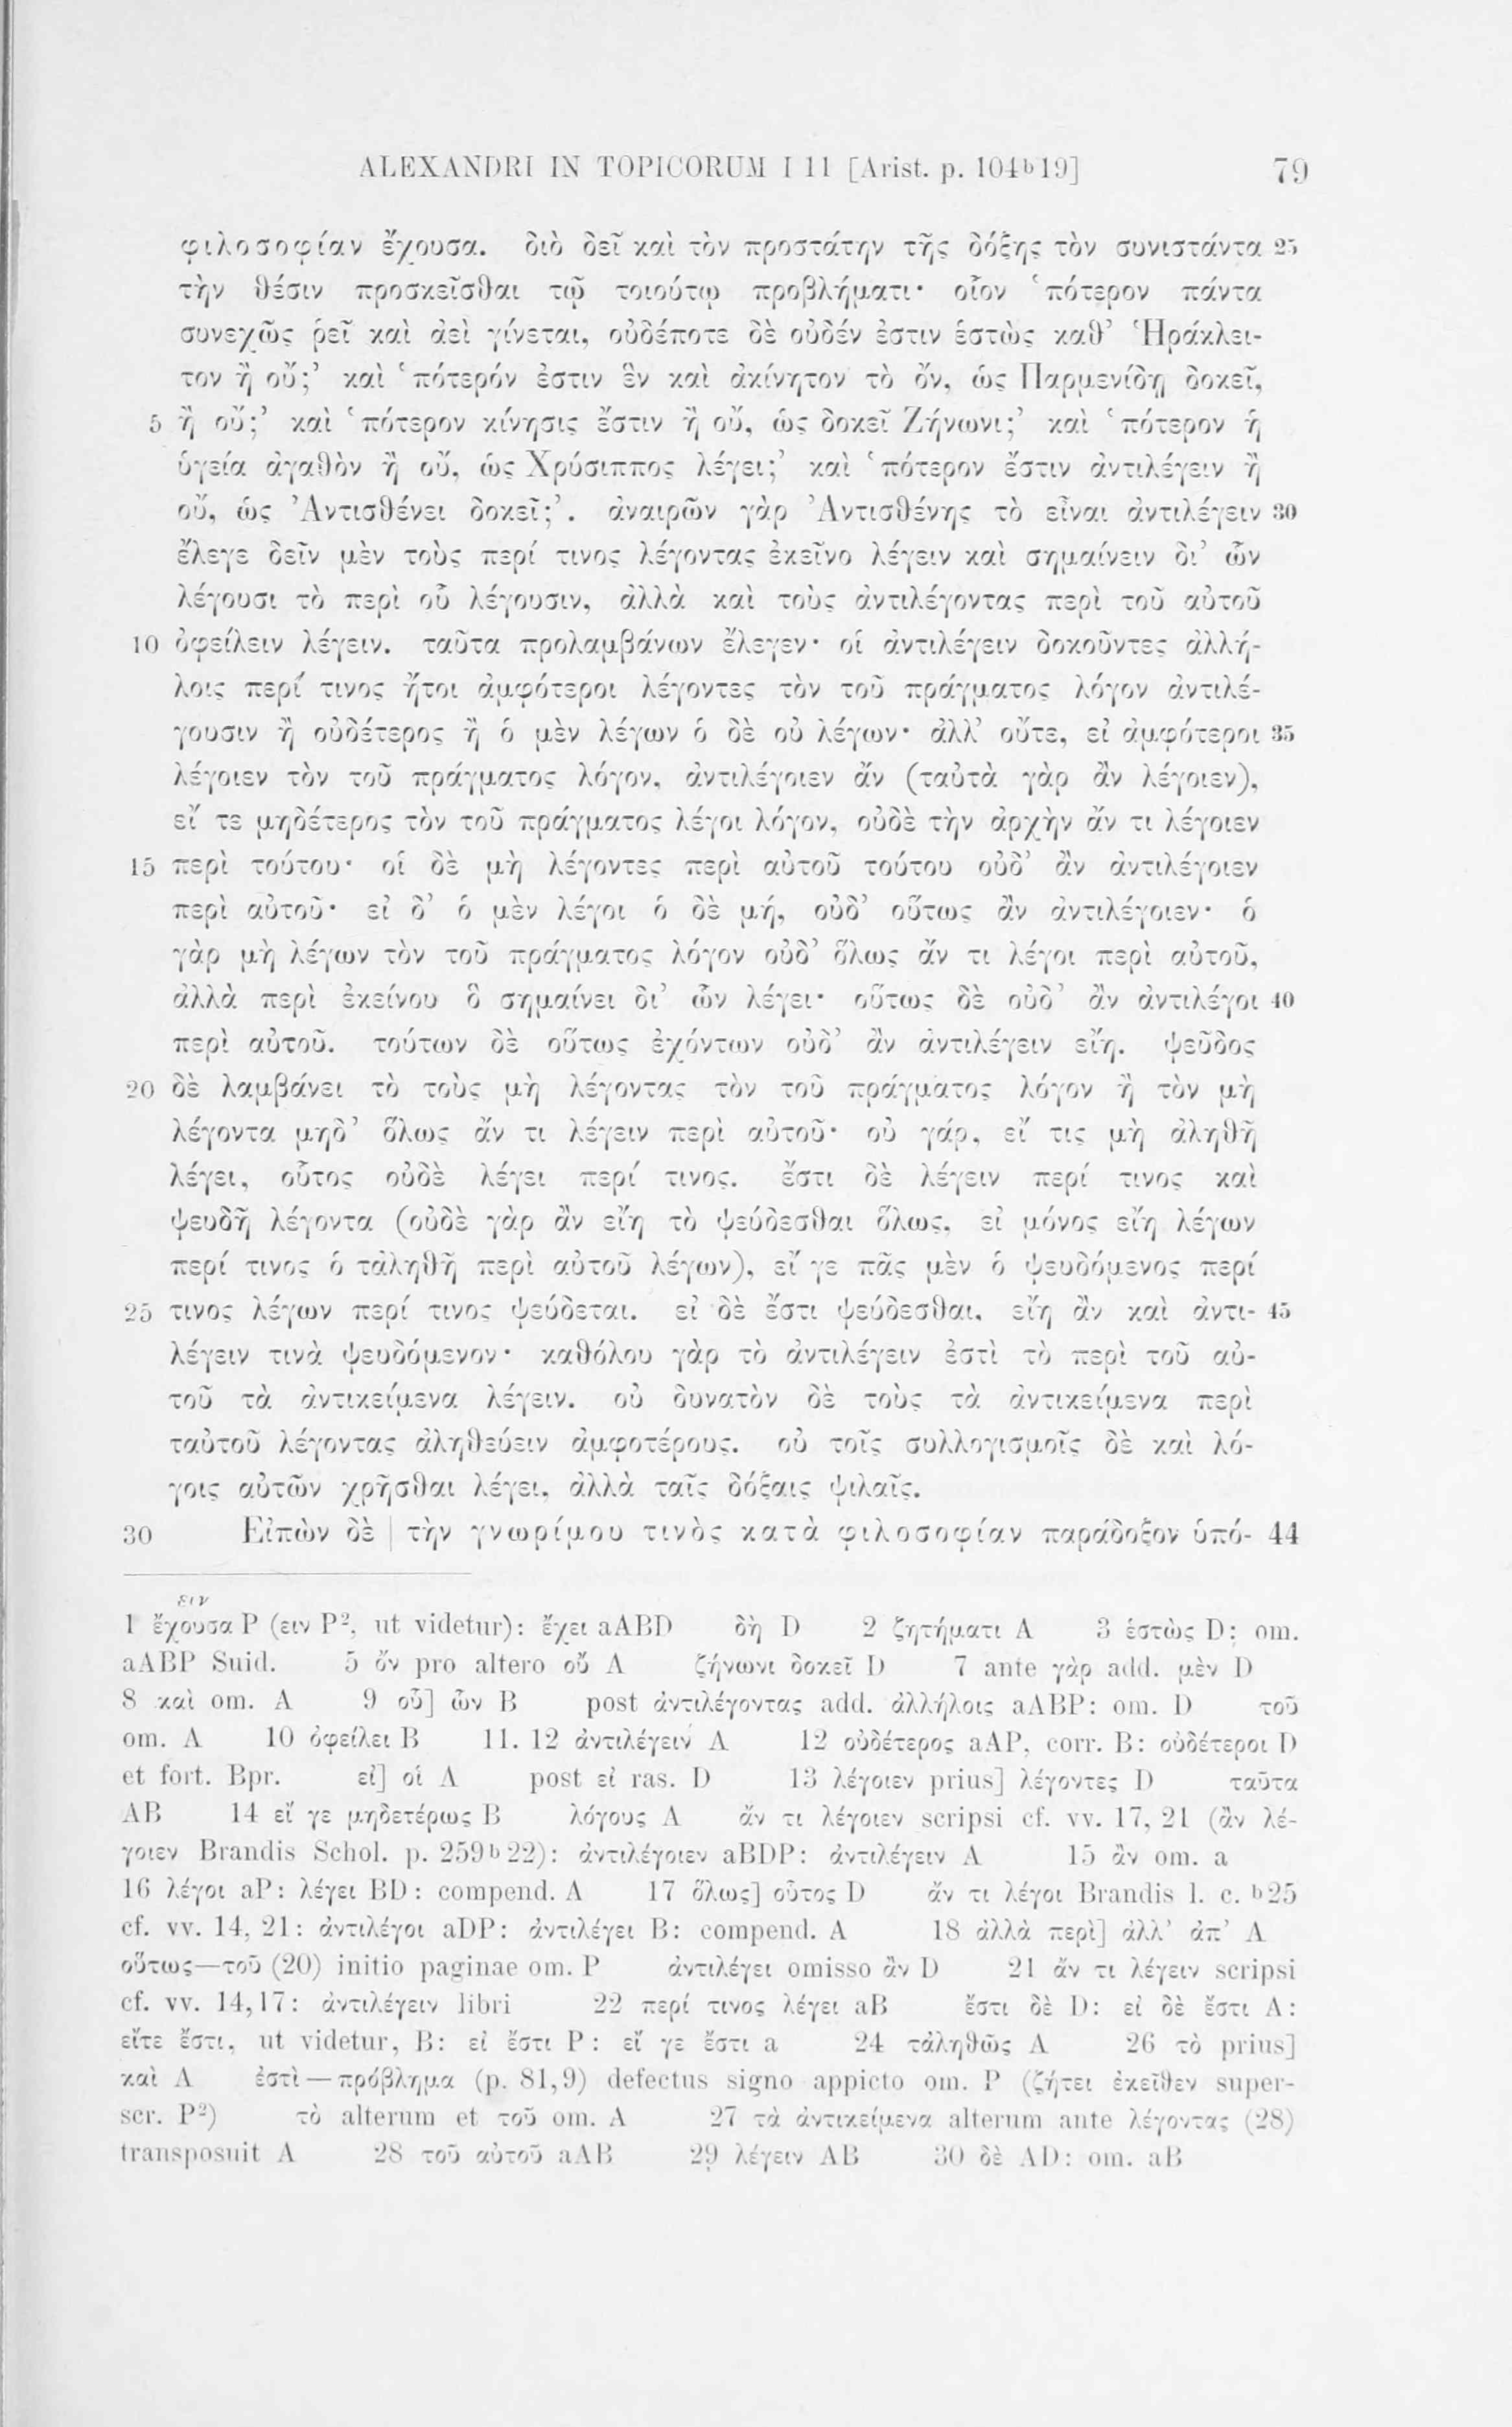 ALEXANDRI IN TOPICORUM I 11 [Arist. p. 104ᵇ19] 79
φιλοσοφίαν ἔχουσα. διὸ δεῖ καὶ τὸν προστάτην τῆς δόξης τὸν συνιστάντα 25
τὴν θέσιν προσκεῖσθαι τῷ τοιούτῳ προβλήματι· οἷον ‘πότερον πάντα
συνεχῶς ῥεῖ καὶ ἀεὶ γίνεται, οὐδέποτε δὲ οὐδέν ἐστιν ἑστὼς καθ’ Ἡράκλει-
τον ἢ οὔ;’ καὶ ‘πότερόν ἐστιν ἓν καὶ ἀκίνητον τὸ ὄν, ὡς Παρμενίδῃ δοκεῖ,
5 ἢ οὔ;’ καὶ ‘πότερον κίνησις ἔστιν ἢ οὔ, ὡς δοκεῖ Ζήνωνι;’ καὶ ‘πότερον ἡ
ὑγεία ἀγαθὸν ἢ οὔ, ὡς Χρύσιππος λέγει;’ καὶ ‘πότερον ἔστιν ἀντιλέγειν ἢ
οὔ, ὡς Ἀντισθένει δοκεῖ;’. ἀναιρῶν γὰρ Ἀντισθένης τὸ εἶναι ἀντιλέγειν 30
ἔλεγε δεῖν μὲν τοὺς περί τινος λέγοντας ἐκεῖνο λέγειν καὶ σημαίνειν δι’ ὧν
λέγουσι τὸ περὶ οὗ λέγουσιν, ἀλλὰ καὶ τοὺς ἀντιλέγοντας περὶ τοῦ αὐτοῦ
10 ὀφείλειν λέγειν. ταῦτα προλαμβάνων ἔλεγεν· οἱ ἀντιλέγειν δοκοῦντες ἀλλή-
λοις περί τινος ἤτοι ἀμφότεροι λέγοντες τὸν τοῦ πράγματος λόγον ἀντιλέ-
γουσιν ἢ οὐδέτερος ἢ ὁ μὲν λέγων ὁ δὲ οὐ λέγων· ἀλλ’ οὔτε, εἰ ἀμφότεροι 35
λέγοιεν τὸν τοῦ πράγματος λόγον, ἀντιλέγοιεν ἄν (ταὐτὰ γὰρ ἂν λέγοιεν),
εἴ τε μηδέτερος τὸν τοῦ πράγματος λέγοι λόγον, οὐδὲ τὴν ἀρχὴν ἄν τι λέγοιεν
15 περὶ τούτου· οἱ δὲ μὴ λέγοντες περὶ αὐτοῦ τούτου οὐδ’ ἂν ἀντιλέγοιεν
περὶ αὐτοῦ· εἰ δ’ ὁ μὲν λέγοι ὁ δὲ μή, οὐδ’ οὕτως ἂν ἀντιλέγοιεν· ὁ
γὰρ μὴ λέγων τὸν τοῦ πράγματος λόγον οὐδ’ ὅλως ἄν τι λέγοι περὶ αὐτοῦ,
ἀλλὰ περὶ ἐκείνου ὃ σημαίνει δι’ ὧν λέγει· οὕτως δὲ οὐδ’ ἂν ἀντιλέγοι 40
περὶ αὐτοῦ. τούτων δὲ οὕτως ἐχόντων οὐδ’ ἂν ἀντιλέγειν εἴη. ψεῦδος
20 δὲ λαμβάνει τὸ τοὺς μὴ λέγοντας τὸν τοῦ πράγματος λόγον ἢ τὸν μὴ
λέγοντα μηδ’ ὅλως ἄν τι λέγειν περὶ αὐτοῦ· οὐ γάρ, εἴ τις μὴ ἀληθῆ
λέγει, οὗτος οὐδὲ λέγει περί τινος. ἔστι δὲ λέγειν περί τινος καὶ
ψευδῆ λέγοντα (οὐδὲ γὰρ ἂν εἴη τὸ ψεύδεσθαι ὅλως, εἰ μόνος εἴη λέγων
περί τινος ὁ τἀληθῆ περὶ αὐτοῦ λέγων), εἴ γε πᾶς μὲν ὁ ψευδόμενος περί
25 τινος λέγων περί τινος ψεύδεται. εἰ δὲ ἔστι ψεύδεσθαι, εἴη ἂν καὶ ἀντι- 45
λέγειν τινὰ ψευδόμενον· καθόλου γὰρ τὸ ἀντιλέγειν ἐστὶ τὸ περὶ τοῦ αὐ-
τοῦ τὰ ἀντικείμενα λέγειν. οὐ δυνατὸν δὲ τοὺς τὰ ἀντικείμενα περὶ
ταὐτοῦ λέγοντας ἀληθεύειν ἀμφοτέρους. οὐ τοῖς συλλογισμοῖς δὲ καὶ λό-
γοις αὐτῶν χρῆσθαι λέγει, ἀλλὰ ταῖς δόξαις ψιλαῖς.
30 Εἰπὼν δὲ | τὴν γνωρίμου τινὸς κατὰ φιλοσοφίαν παράδοξον ὑπό- 44
ειν
1 ἔχουσα P (ειν P², ut videtur): ἔχει aABD δὴ D 2 ζητήματι A 3 ἑστὼς D: om.
aABP Suid. 5 ὄν pro altero οὔ A ζήνωνι δοκεῖ D 7 ante γὰρ add. μὲν D
8 καὶ om. A 9 οὗ] ὧν B post ἀντιλέγοντας add. ἀλλήλοις aABP: om. D τοῦ
om. A 10 ὀφείλει B 11. 12 ἀντιλέγειν A 12 οὐδέτερος aAP, corr. B: οὐδέτεροι D
et fort. Bpr. εἰ] οἱ A post εἰ ras. D 13 λέγοιεν prius] λέγοντες D ταῦτα
AB 14 εἴ γε μηδετέρως B λόγους A ἄν τι λέγοιεν scripsi cf. vv. 17, 21 (ἂν λέ-
γοιεν Brandis Schol. p. 259ᵇ22): ἀντιλέγοιεν aBDP: ἀντιλέγειν A 15 ἂν om. a
16 λέγοι aP: λέγει BD: compend. A 17 ὅλως] οὗτος D ἄν τι λέγοι Brandis l. c. ᵇ25
cf. vv. 14, 21: ἀντιλέγοι aDP: ἀντιλέγει B: compend. A 18 ἀλλὰ περὶ] ἀλλ’ ἀπ’ A
οὕτως—τοῦ (20) initio paginae om. P ἀντιλέγει omisso ἂν D 21 ἄν τι λέγειν scripsi
cf. vv. 14,17: ἀντιλέγειν libri 22 περί τινος λέγει aB ἔστι δὲ D: εἰ δὲ ἔστι A:
εἴτε ἔστι, ut videtur, B: εἰ ἔστι P: εἴ γε ἔστι a 24 τἀληθῶς A 26 τὸ prius]
καὶ A ἐστὶ—πρόβλημα (p. 81,9) defectus signo appicto om. P (ζήτει ἐκεῖθεν super-
scr. P²) τὸ alterum et τοῦ om. A 27 τὰ ἀντικείμενα alterum ante λέγοντας (28)
transposuit A 28 τοῦ αὐτοῦ aAB 29 λέγειν AB 30 δὲ AD: om. aB